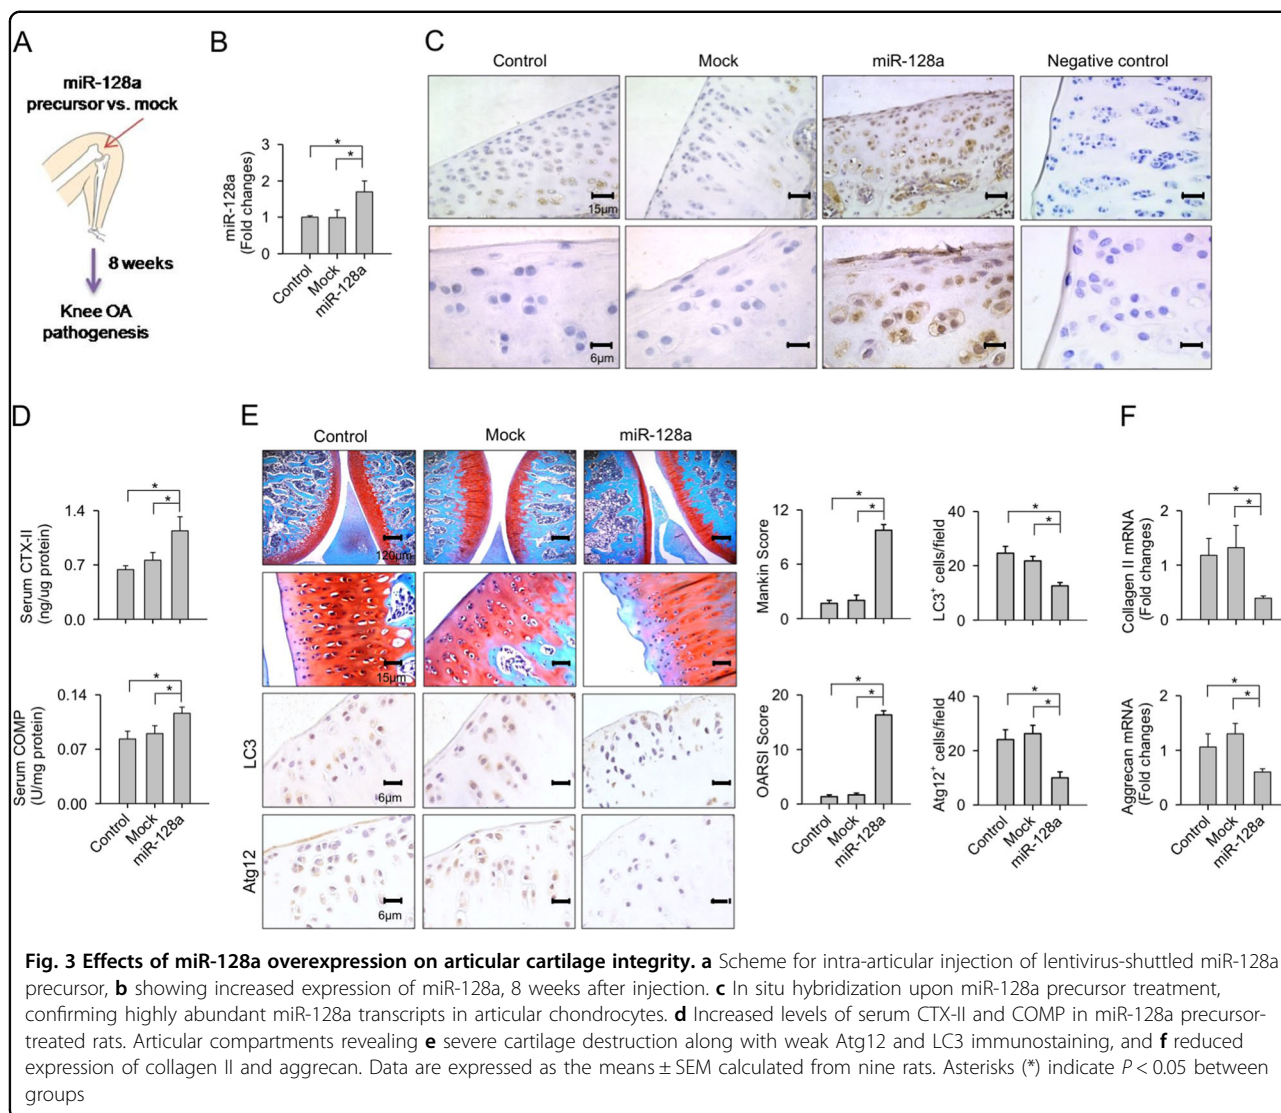 A
miR-128a
precursor vs. mock
8 weeks
Knee OA
pathogenesis
B
miR-128a
(Fold changes)
3
2
1
0
*
*
Control
Mock
miR-128a
C
Control
Mock
miR-128a
Negative control
15µm
6µm
D
Serum CTX-II
(ng/ug protein)
1.4
0.7
0.0
*
*
Serum COMP
(U/mg protein)
0.14
0.07
0.00
*
*
Control
Mock
miR-128a
E
Control
Mock
miR-128a
120µm
15µm
LC3
6µm
Atg12
6µm
Mankin Score
12
6
0
*
*
LC3+ cells/field
40
20
0
*
*
OARSI Score
20
10
0
*
*
Control
Mock
miR-128a
Atg12+ cells/field
40
20
0
*
*
Control
Mock
miR-128a
F
Collagen II mRNA
(Fold changes)
2
1
0
*
*
Aggrecan mRNA
(Fold changes)
2
1
0
*
*
Control
Mock
miR-128a
Fig. 3 Effects of miR-128a overexpression on articular cartilage integrity. a Scheme for intra-articular injection of lentivirus-shuttled miR-128a
precursor, b showing increased expression of miR-128a, 8 weeks after injection. c In situ hybridization upon miR-128a precursor treatment,
confirming highly abundant miR-128a transcripts in articular chondrocytes. d Increased levels of serum CTX-II and COMP in miR-128a precursor-
treated rats. Articular compartments revealing e severe cartilage destruction along with weak Atg12 and LC3 immunostaining, and f reduced
expression of collagen II and aggrecan. Data are expressed as the means ± SEM calculated from nine rats. Asterisks (*) indicate P < 0.05 between
groups